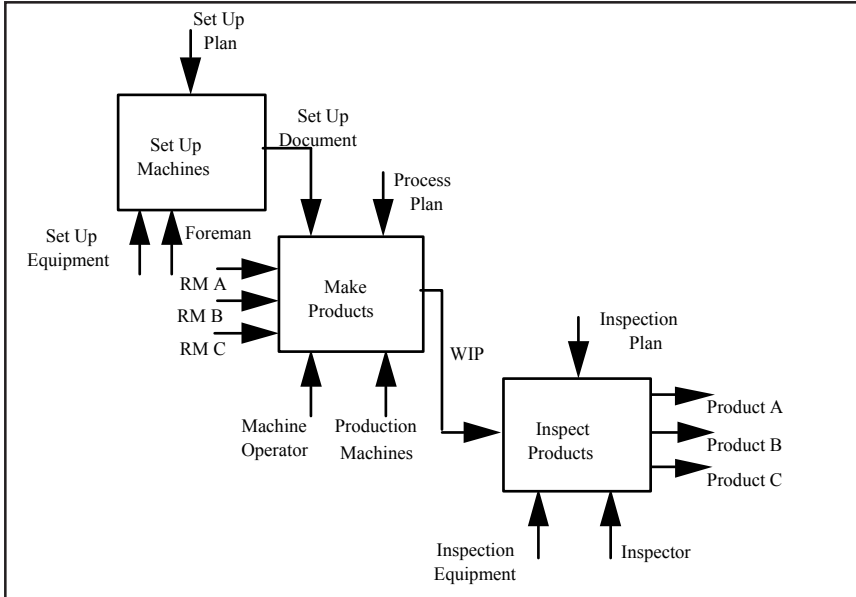 Set Up
Plan
Set Up
Machines
Set Up
Document
Set Up
Equipment
Foreman
Process
Plan
RM A
RM B
RM C
Make
Products
Machine
Operator
Production
Machines
WIP
Inspection
Plan
Inspect
Products
Product A
Product B
Product C
Inspection
Equipment
Inspector